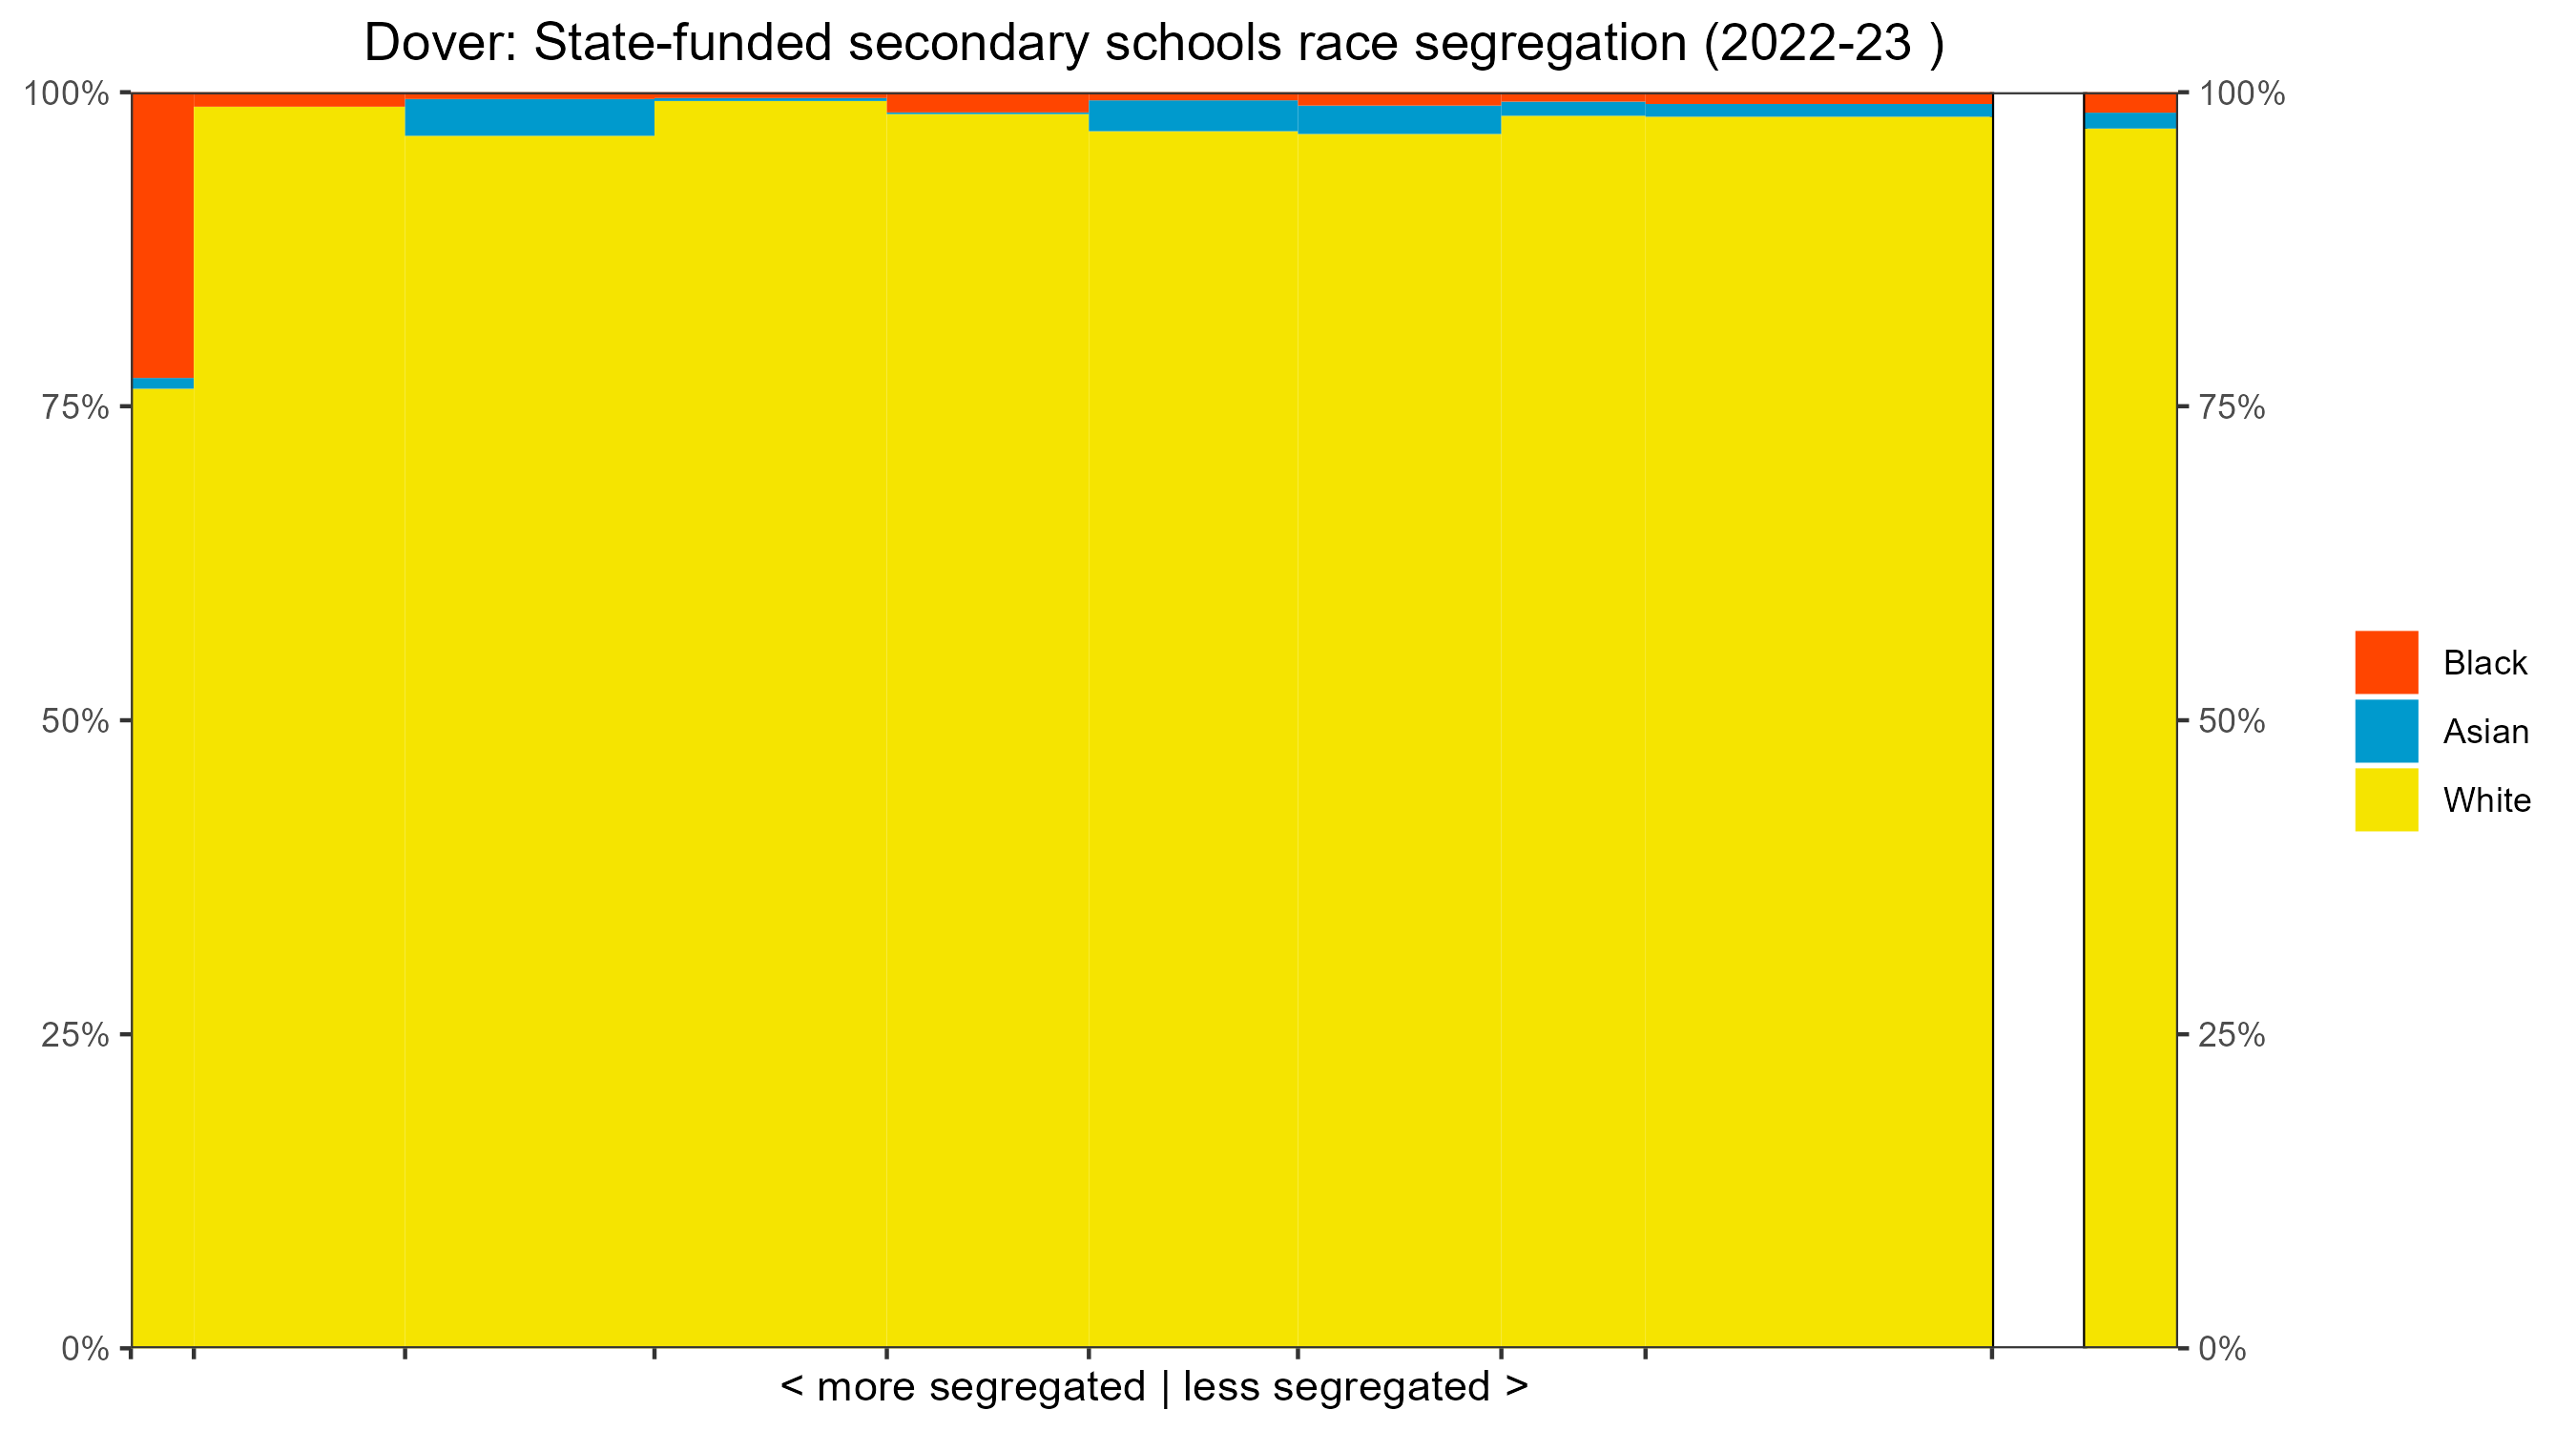 Dover: State-funded secondary schools race segregation (2022-23 )
100%
75%
50%
25%
0%
100%
75%
50%
25%
0%
< more segregated | less segregated >
Black
Asian
White